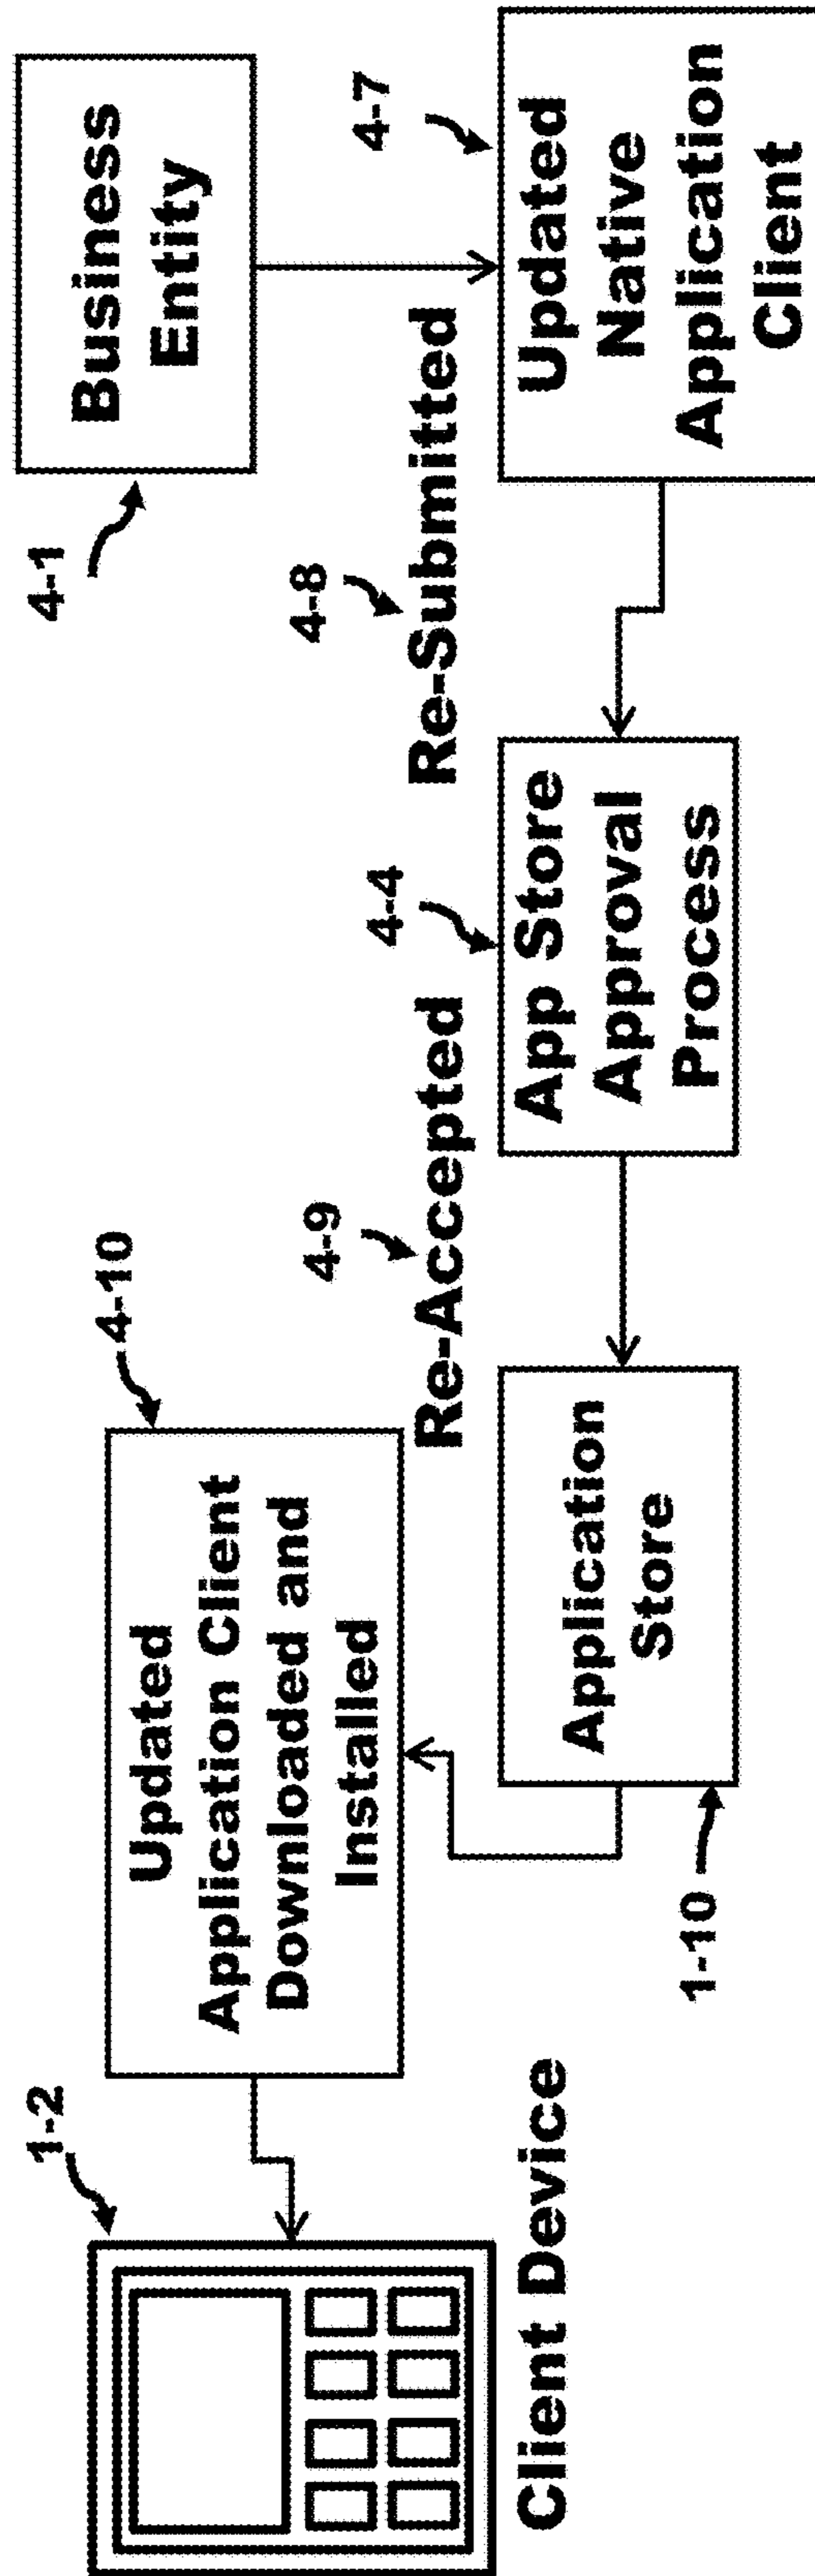 1-2
Client Device
4-10
Updated
Application Client
Downloaded and
Installed
4-1
Business
Entity
4-9
Re-Accepted
4-8
Re-Submitted
1-10
Application
Store
4-4
App Store
Approval
Process
4-7
Updated
Native
Application
Client